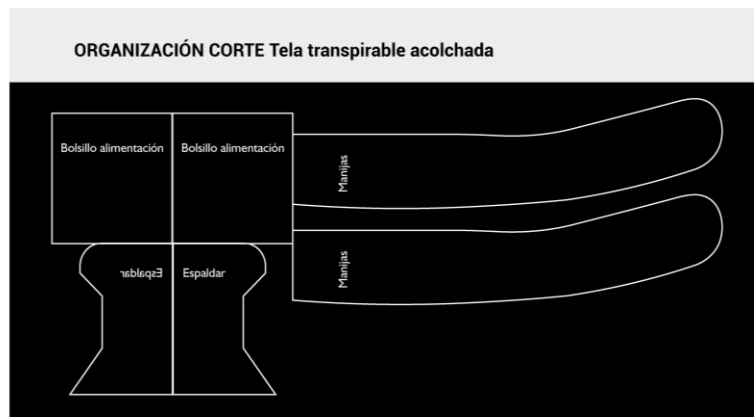 ORGANIZACIÓN CORTE Tela transpirable acolchada
Bolsillo alimentación
Bolsillo alimentación
Manijas
Manijas
Espaldar
Espaldar